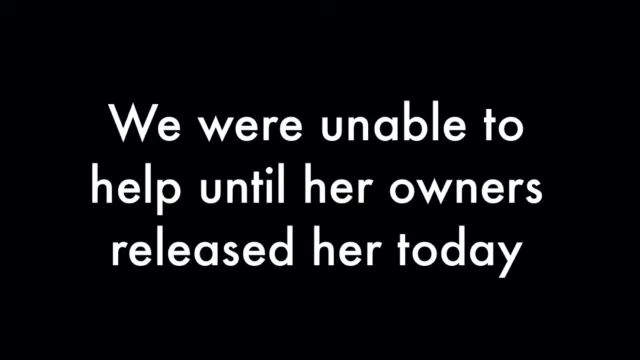 We were unable to
help until her owners
released her today